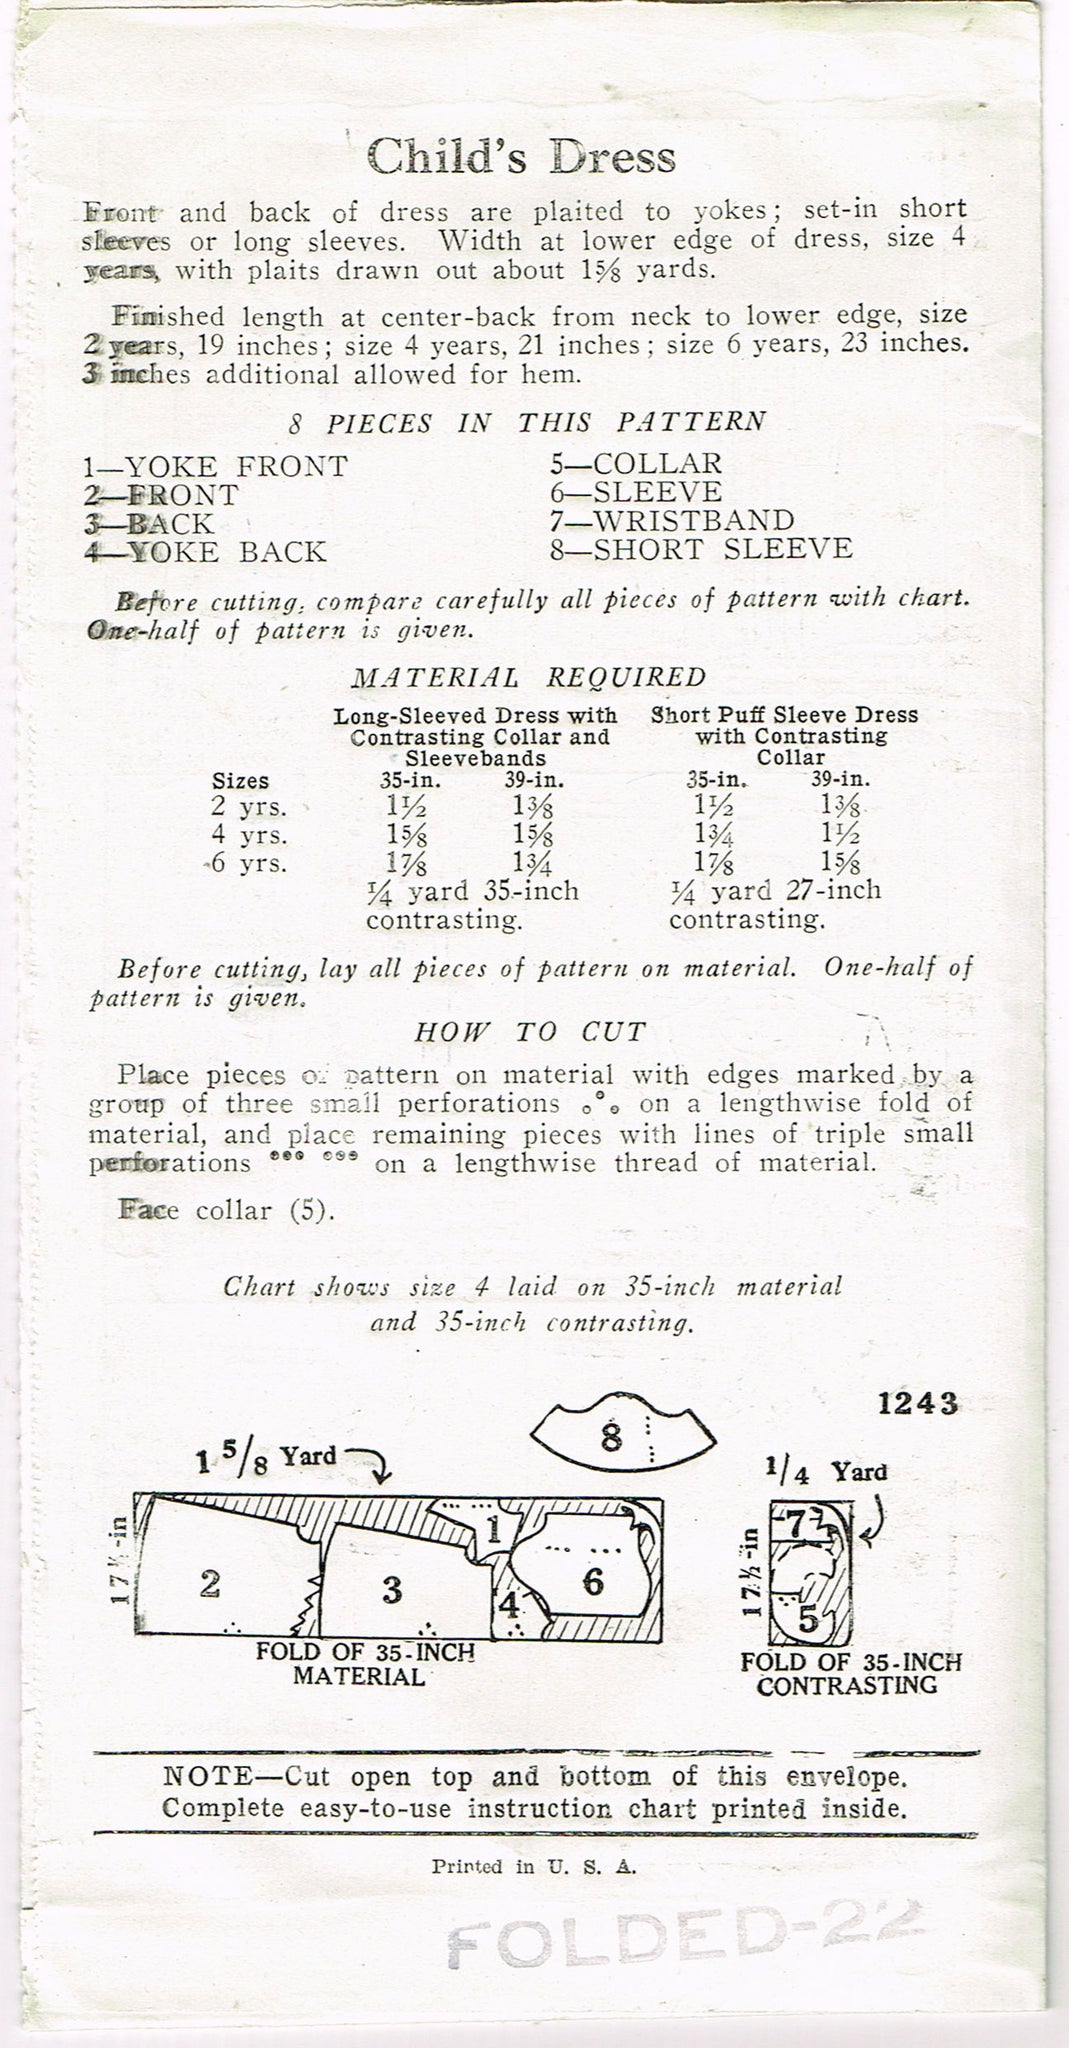 Child's Dress
Front and back of dress are plaited to yokes; set-in short
sleeves or long sleeves. Width at lower edge of dress, size 4
years, with plaits drawn out about 1⅝ yards.
Finished length at center-back from neck to lower edge, size
2 years, 19 inches; size 4 years, 21 inches; size 6 years, 23 inches.
3 inches additional allowed for hem.
8 PIECES IN THIS PATTERN
1—YOKE FRONT
2—FRONT
3—BACK
4—YOKE BACK
5—COLLAR
6—SLEEVE
7—WRISTBAND
8—SHORT SLEEVE
Before cutting, compare carefully all pieces of pattern with chart.
One-half of pattern is given.
MATERIAL REQUIRED
Long-Sleeved Dress with Short Puff Sleeve Dress
Contrasting Collar and with Contrasting
Sleevebands Collar
Sizes 35-in. 39-in. 35-in. 39-in.
2 yrs. 1½ 1⅜ 1½ 1⅜
4 yrs. 1⅝ 1⅝ 1¾ 1½
6 yrs. 1⅞ 1¾ 1⅞ 1⅝
¼ yard 35-inch ¼ yard 27-inch
contrasting. contrasting.
Before cutting, lay all pieces of pattern on material. One-half of
pattern is given.
HOW TO CUT
Place pieces of pattern on material with edges marked by a
group of three small perforations on a lengthwise fold of
material, and place remaining pieces with lines of triple small
perforations on a lengthwise thread of material.
Face collar (5).
Chart shows size 4 laid on 35-inch material
and 35-inch contrasting.
1243
8
1 5/8 Yard
1/4 Yard
17½-in
2
3
1
4
6
FOLD OF 35-INCH
MATERIAL
17½-in
7
5
FOLD OF 35-INCH
CONTRASTING
NOTE—Cut open top and bottom of this envelope.
Complete easy-to-use instruction chart printed inside.
Printed in U. S. A.
FOLDED-22